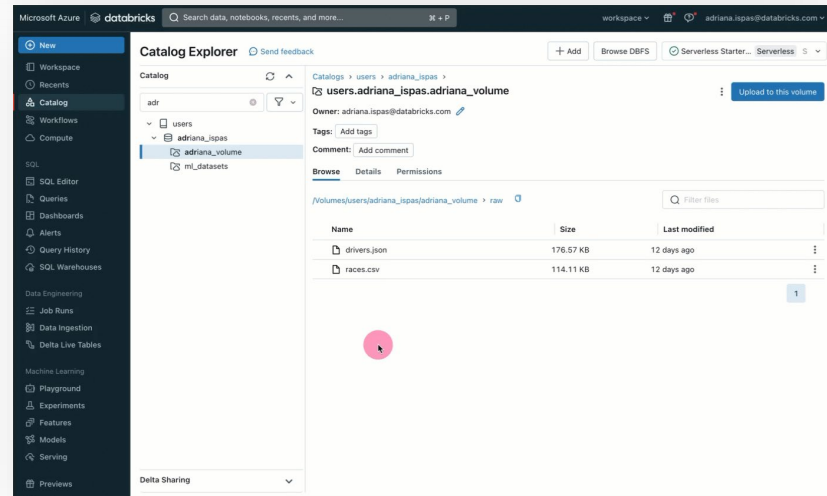 Microsoft Azure databricks Search data, notebooks, recents, and more... ⌘ + P workspace adriana.ispas@databricks.com
New
Workspace
Recents
Catalog
Workflows
Compute
SQL
SQL Editor
Queries
Dashboards
Alerts
Query History
SQL Warehouses
Data Engineering
Job Runs
Data Ingestion
Delta Live Tables
Machine Learning
Playground
Experiments
Features
Models
Serving
Previews
Catalog Explorer Send feedback
+ Add Browse DBFS Serverless Starter... Serverless S
Catalog
adr
users
adriana_ispas
adriana_volume
ml_datasets
Delta Sharing
Catalogs > users > adriana_ispas >
users.adriana_ispas.adriana_volume
Upload to this volume
Owner: adriana.ispas@databricks.com
Tags: Add tags
Comment: Add comment
Browse Details Permissions
/Volumes/users/adriana_ispas/adriana_volume > raw
Filter files
Name Size Last modified
drivers.json 176.57 KB 12 days ago
races.csv 114.11 KB 12 days ago
1